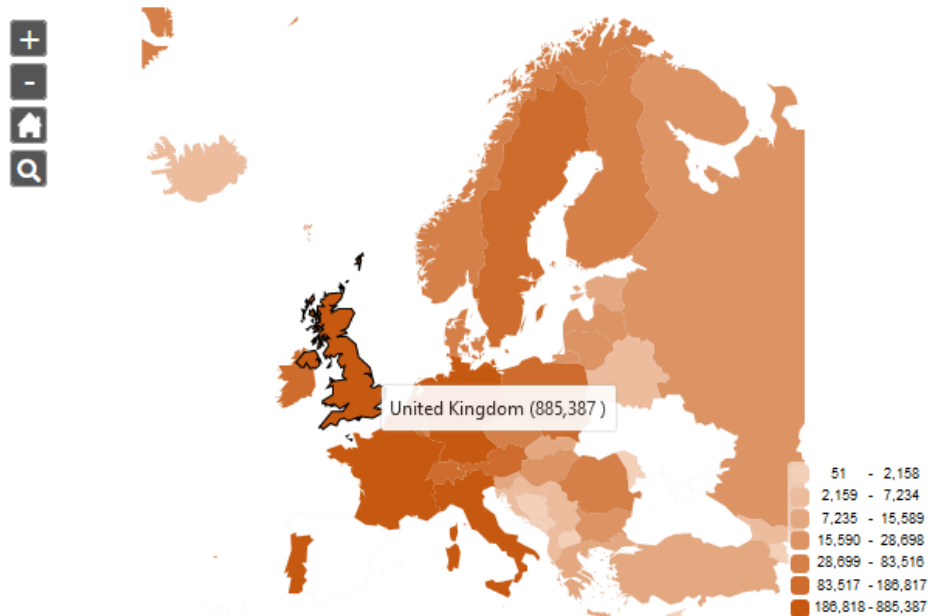 +
-
United Kingdom (885,387 )
51 - 2,158
2,159 - 7,234
7,235 - 15,589
15,590 - 28,698
28,699 - 83,516
83,517 - 186,817
186,818 - 885,387